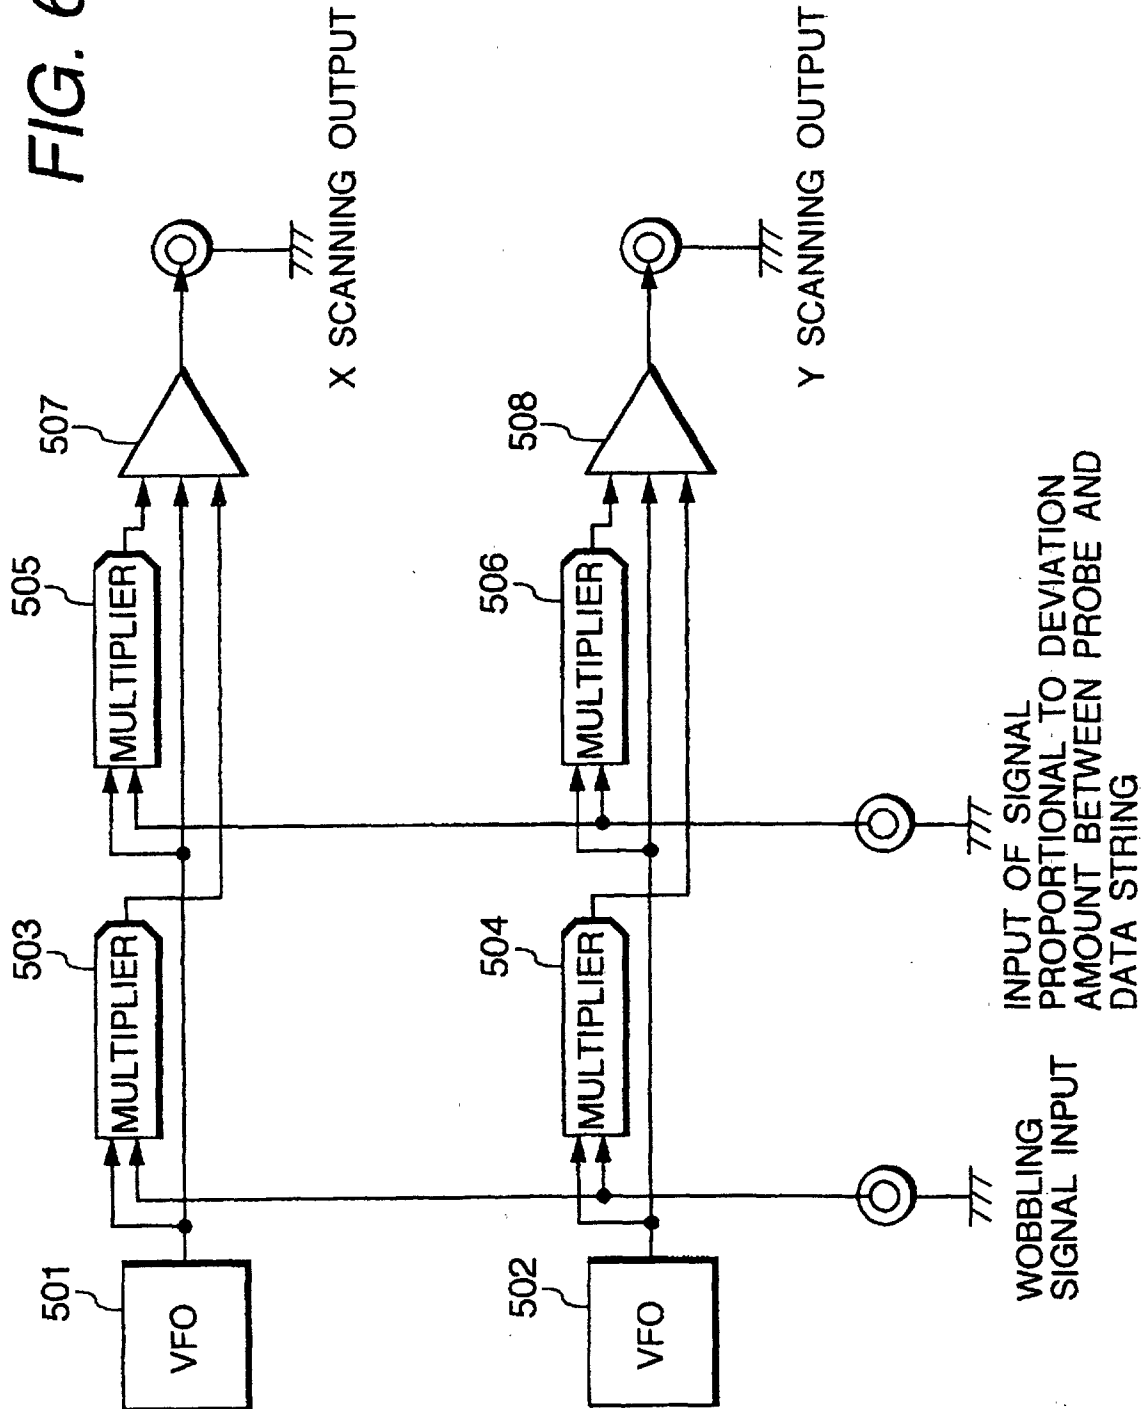 FIG. 6
501
VFO
503
MULTIPLIER
505
MULTIPLIER
507
X SCANNING OUTPUT
502
VFO
504
MULTIPLIER
506
MULTIPLIER
508
Y SCANNING OUTPUT
WOBBLING
SIGNAL INPUT
INPUT OF SIGNAL
PROPORTIONAL TO DEVIATION
AMOUNT BETWEEN PROBE AND
DATA STRING